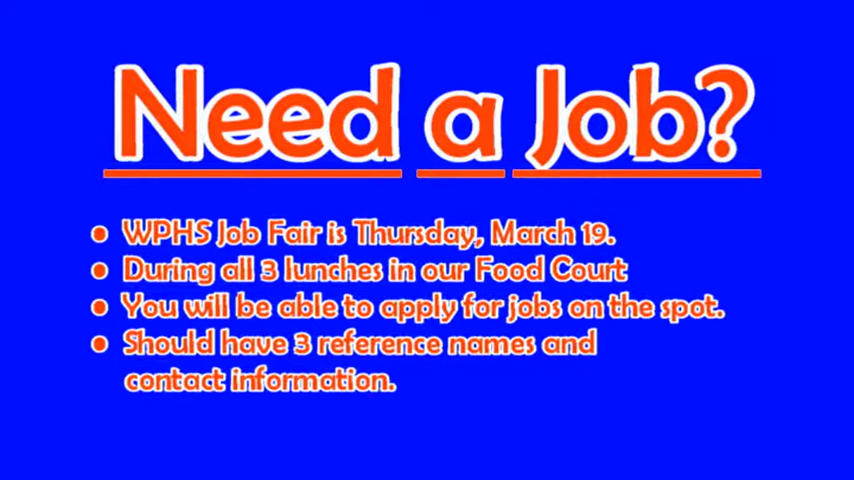 Need a Job?
• WPHS Job Fair is Thursday, March 19.
• During all 3 lunches in our Food Court
• You will be able to apply for jobs on the spot.
• Should have 3 reference names and
contact information.